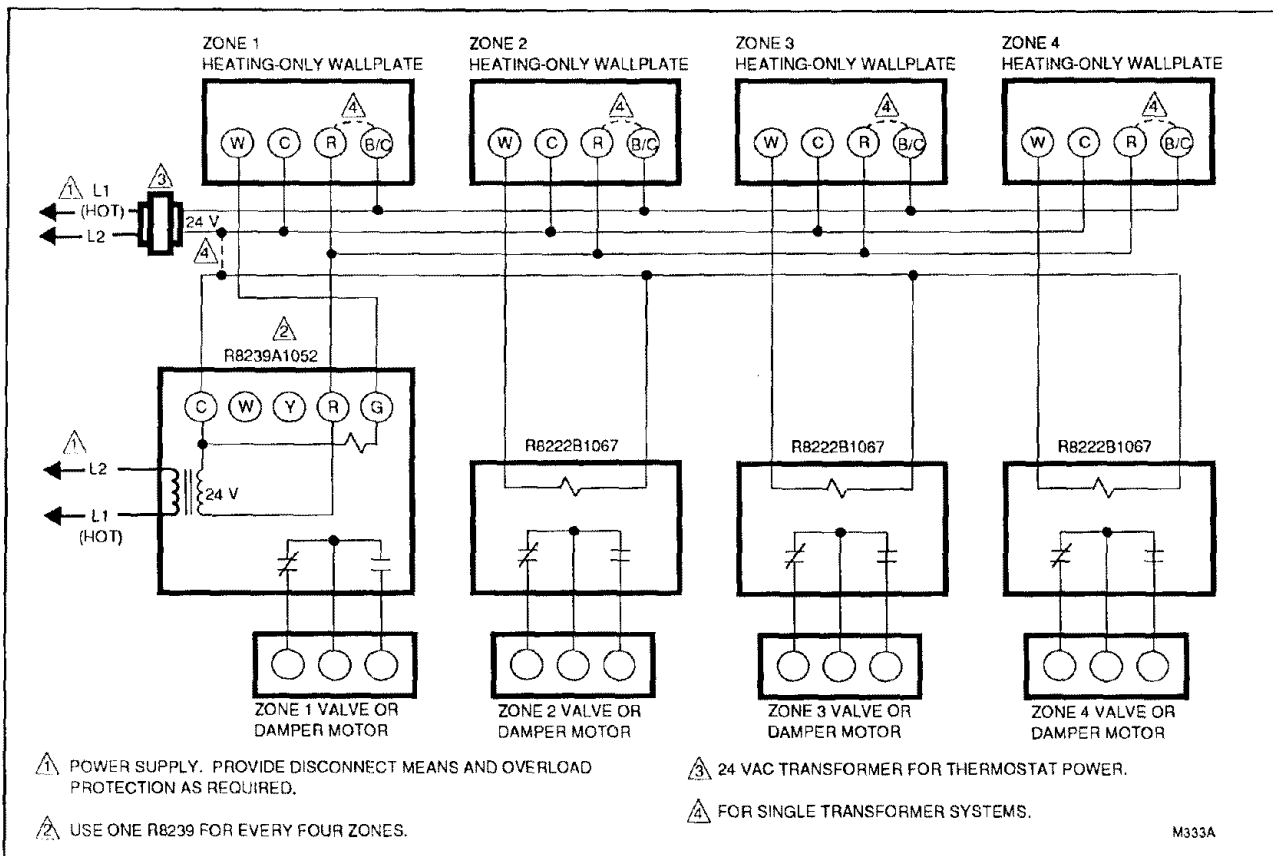 ZONE 1
HEATING-ONLY WALLPLATE
ZONE 2
HEATING-ONLY WALLPLATE
ZONE 3
HEATING-ONLY WALLPLATE
ZONE 4
HEATING-ONLY WALLPLATE
4
4
4
W C R B/C
W C R B/C
W C R B/C
W C R B/C
1 L1
(HOT)
L2
3
24 V
4
2
R8239A1052
C W Y R G
1
L2
24 V
L1
(HOT)
R8222B1067
R8222B1067
R8222B1067
ZONE 1 VALVE OR
DAMPER MOTOR
ZONE 2 VALVE OR
DAMPER MOTOR
ZONE 3 VALVE OR
DAMPER MOTOR
ZONE 4 VALVE OR
DAMPER MOTOR
1 POWER SUPPLY. PROVIDE DISCONNECT MEANS AND OVERLOAD
PROTECTION AS REQUIRED.
2 USE ONE R8239 FOR EVERY FOUR ZONES.
3 24 VAC TRANSFORMER FOR THERMOSTAT POWER.
4 FOR SINGLE TRANSFORMER SYSTEMS.
M333A